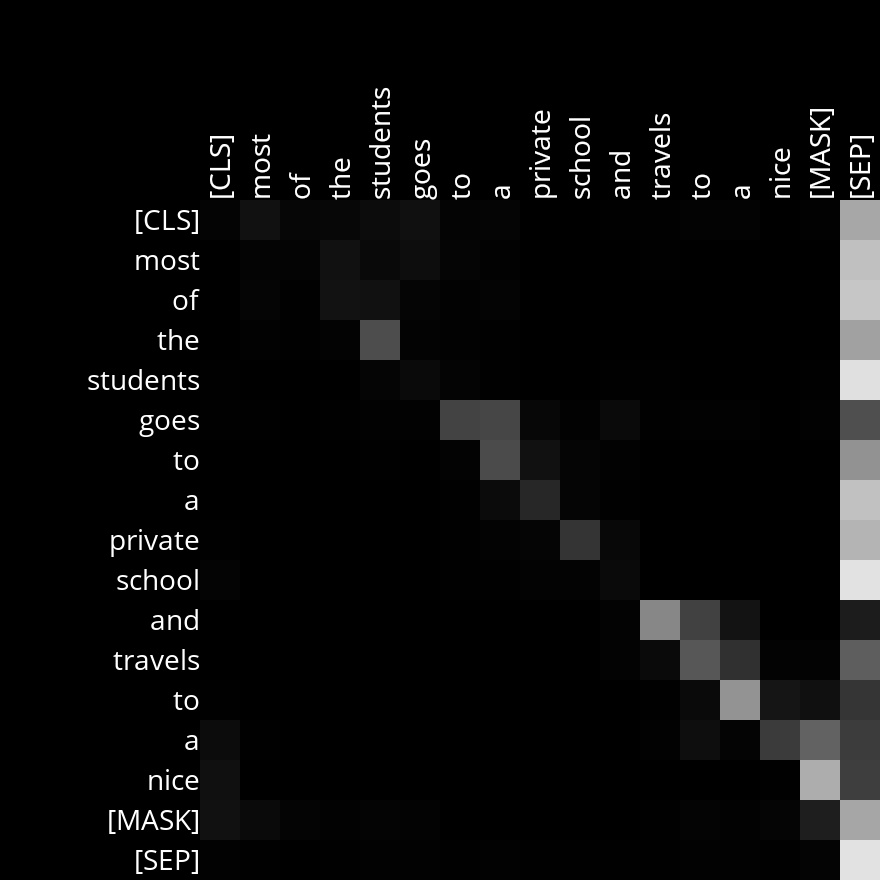 [CLS]
most
of
the
students
goes
to
a
private
school
and
travels
to
a
nice
[MASK]
[SEP]
[CLS]
most
of
the
students
goes
to
a
private
school
and
travels
to
a
nice
[MASK]
[SEP]